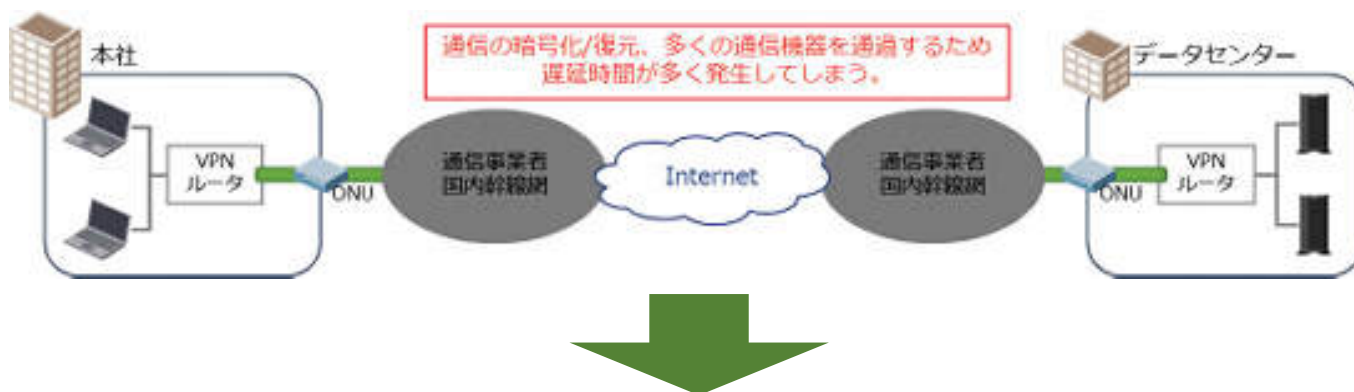 本社
通信の暗号化/復元、多くの通信機器を通過するため
遅延時間が多く発生してしまう。
データセンター
VPN
ルータ
ONU
通信事業者
国内幹線網
Internet
通信事業者
国内幹線網
ONU
VPN
ルータ